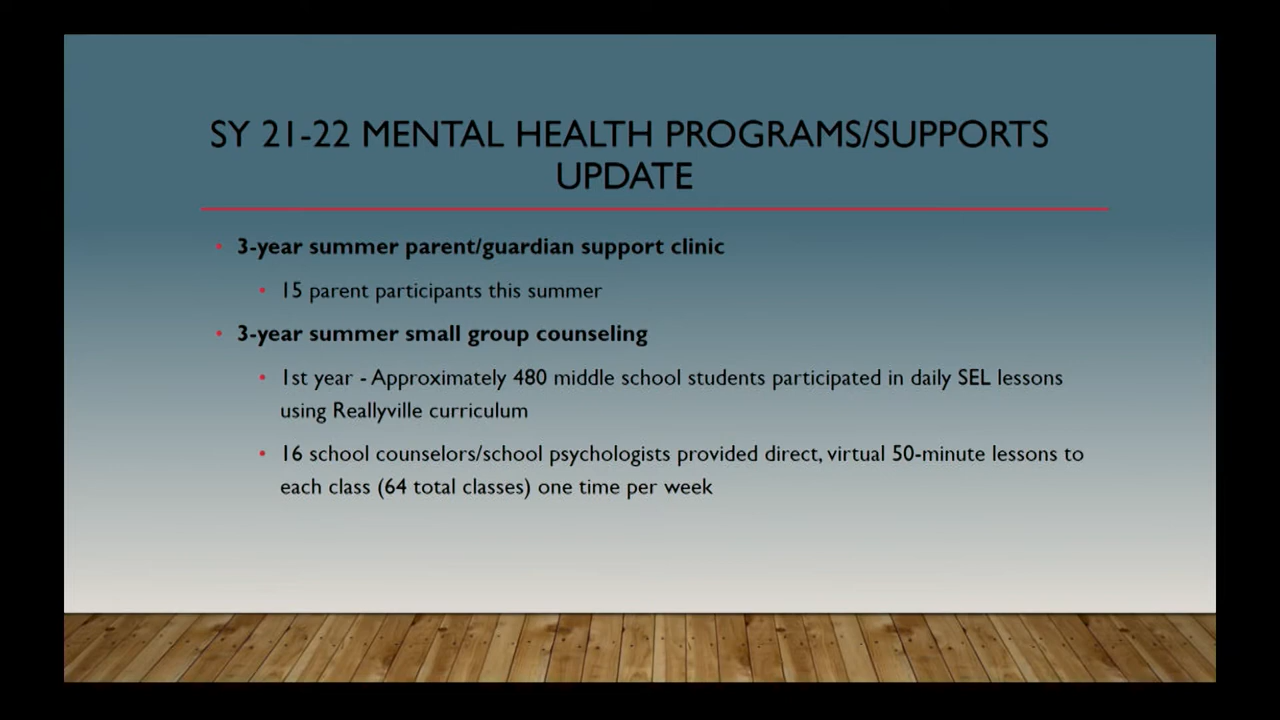 SY 21-22 MENTAL HEALTH PROGRAMS/SUPPORTS
UPDATE
• 3-year summer parent/guardian support clinic
• 15 parent participants this summer
• 3-year summer small group counseling
• 1st year - Approximately 480 middle school students participated in daily SEL lessons
using Reallyville curriculum
• 16 school counselors/school psychologists provided direct, virtual 50-minute lessons to
each class (64 total classes) one time per week